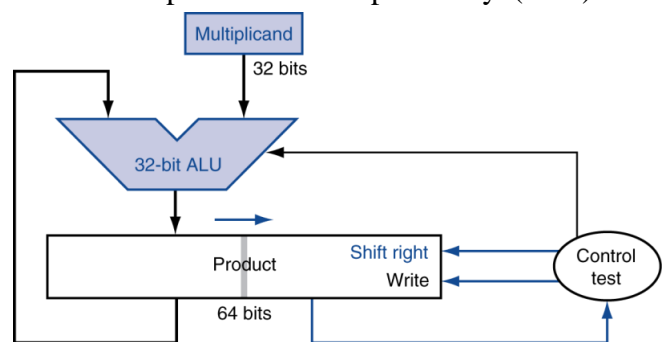 Multiplicand
32 bits
32-bit ALU
Product
Shift right
Write
Control
test
64 bits